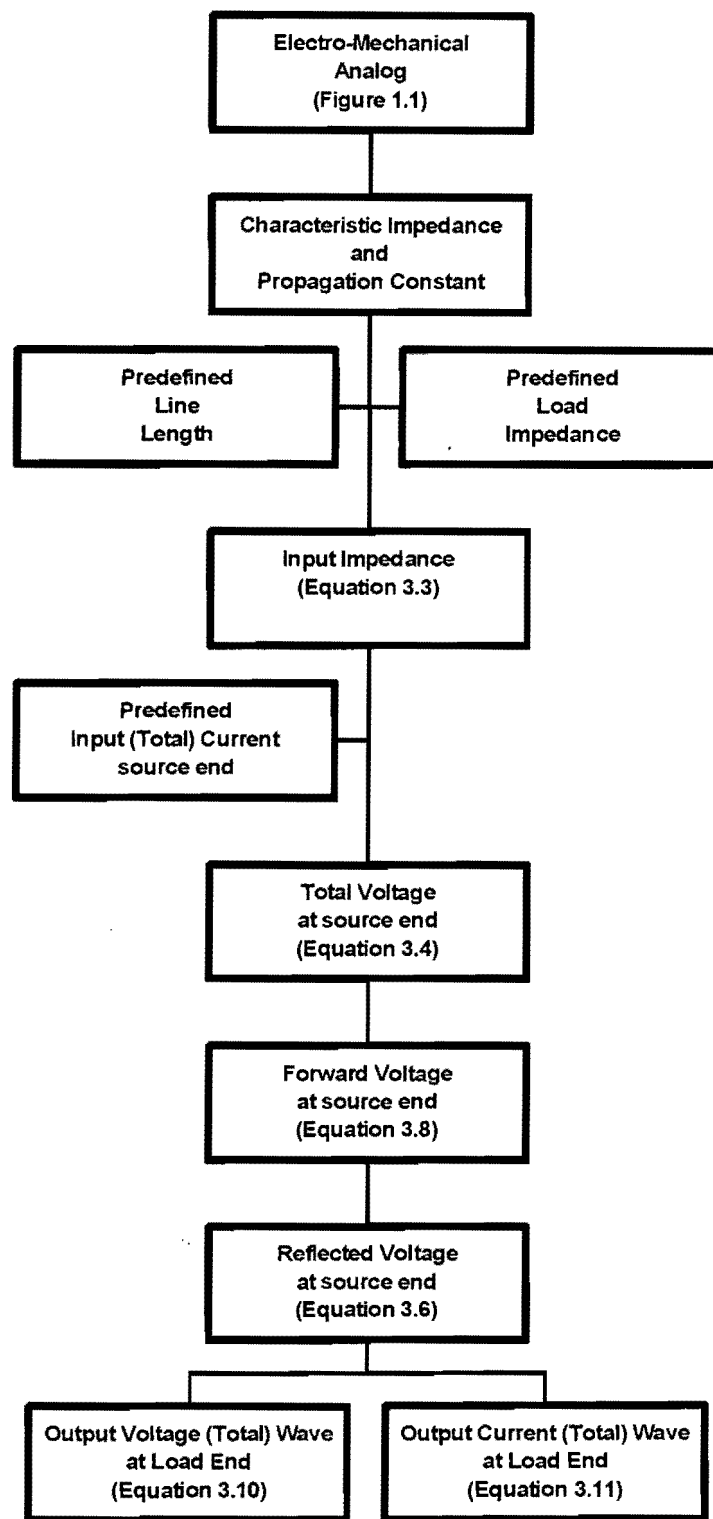 Electro-Mechanical
Analog
(Figure 1.1)
Characteristic Impedance
and
Propagation Constant
Predefined
Line
Length
Predefined
Load
Impedance
Input Impedance
(Equation 3.3)
Predefined
Input (Total) Current
source end
Total Voltage
at source end
(Equation 3.4)
Forward Voltage
at source end
(Equation 3.8)
Reflected Voltage
at source end
(Equation 3.6)
Output Voltage (Total) Wave
at Load End
(Equation 3.10)
Output Current (Total) Wave
at Load End
(Equation 3.11)